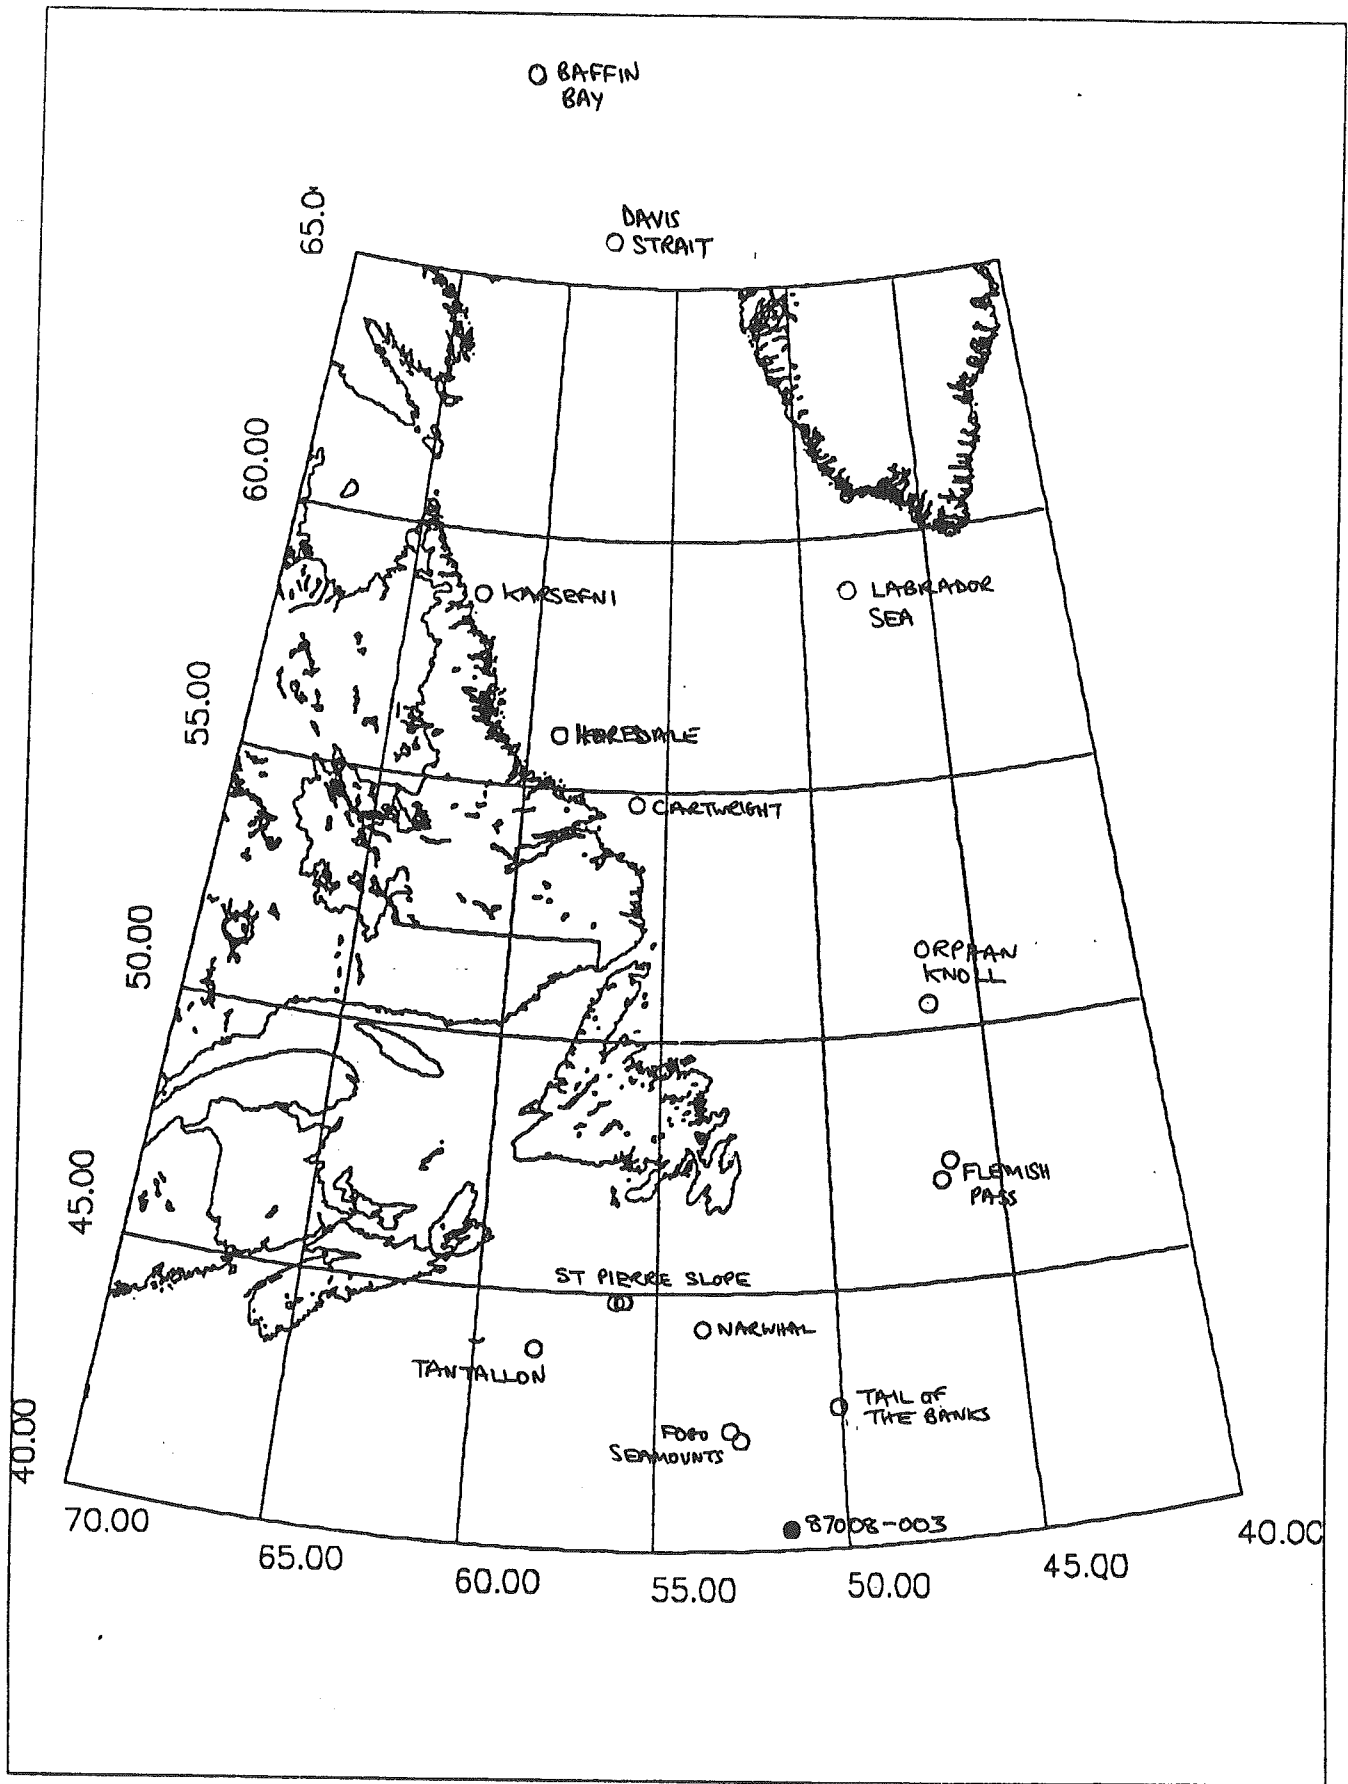 BAFFIN
BAY
65.0
DAVIS
STRAIT
60.00
KARSEFNI
LABRADOR
SEA
55.00
HEREDALE
CARTWRIGHT
50.00
ORPHAN
KNOLL
45.00
FLEMISH
PASS
ST PIERRE SLOPE
NARWHAL
TANTALLON
TAIL OF
THE BANKS
FOGO
SEAMOUNTS
40.00
87008-003
70.00
65.00
60.00
55.00
50.00
45.00
40.00